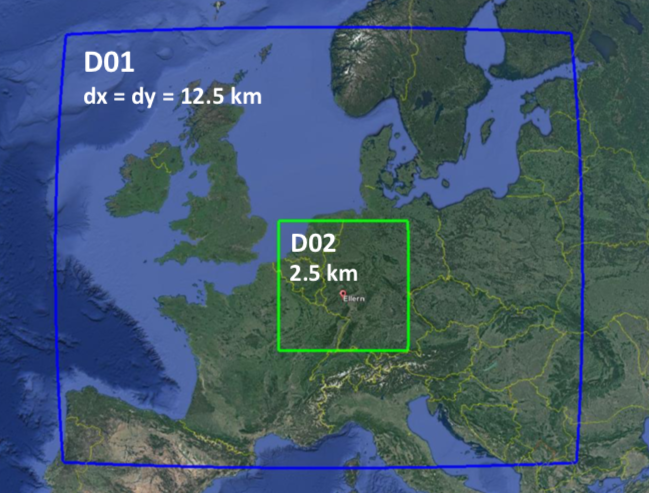 D01
dx = dy = 12.5 km
D02
2.5 km
Ellern